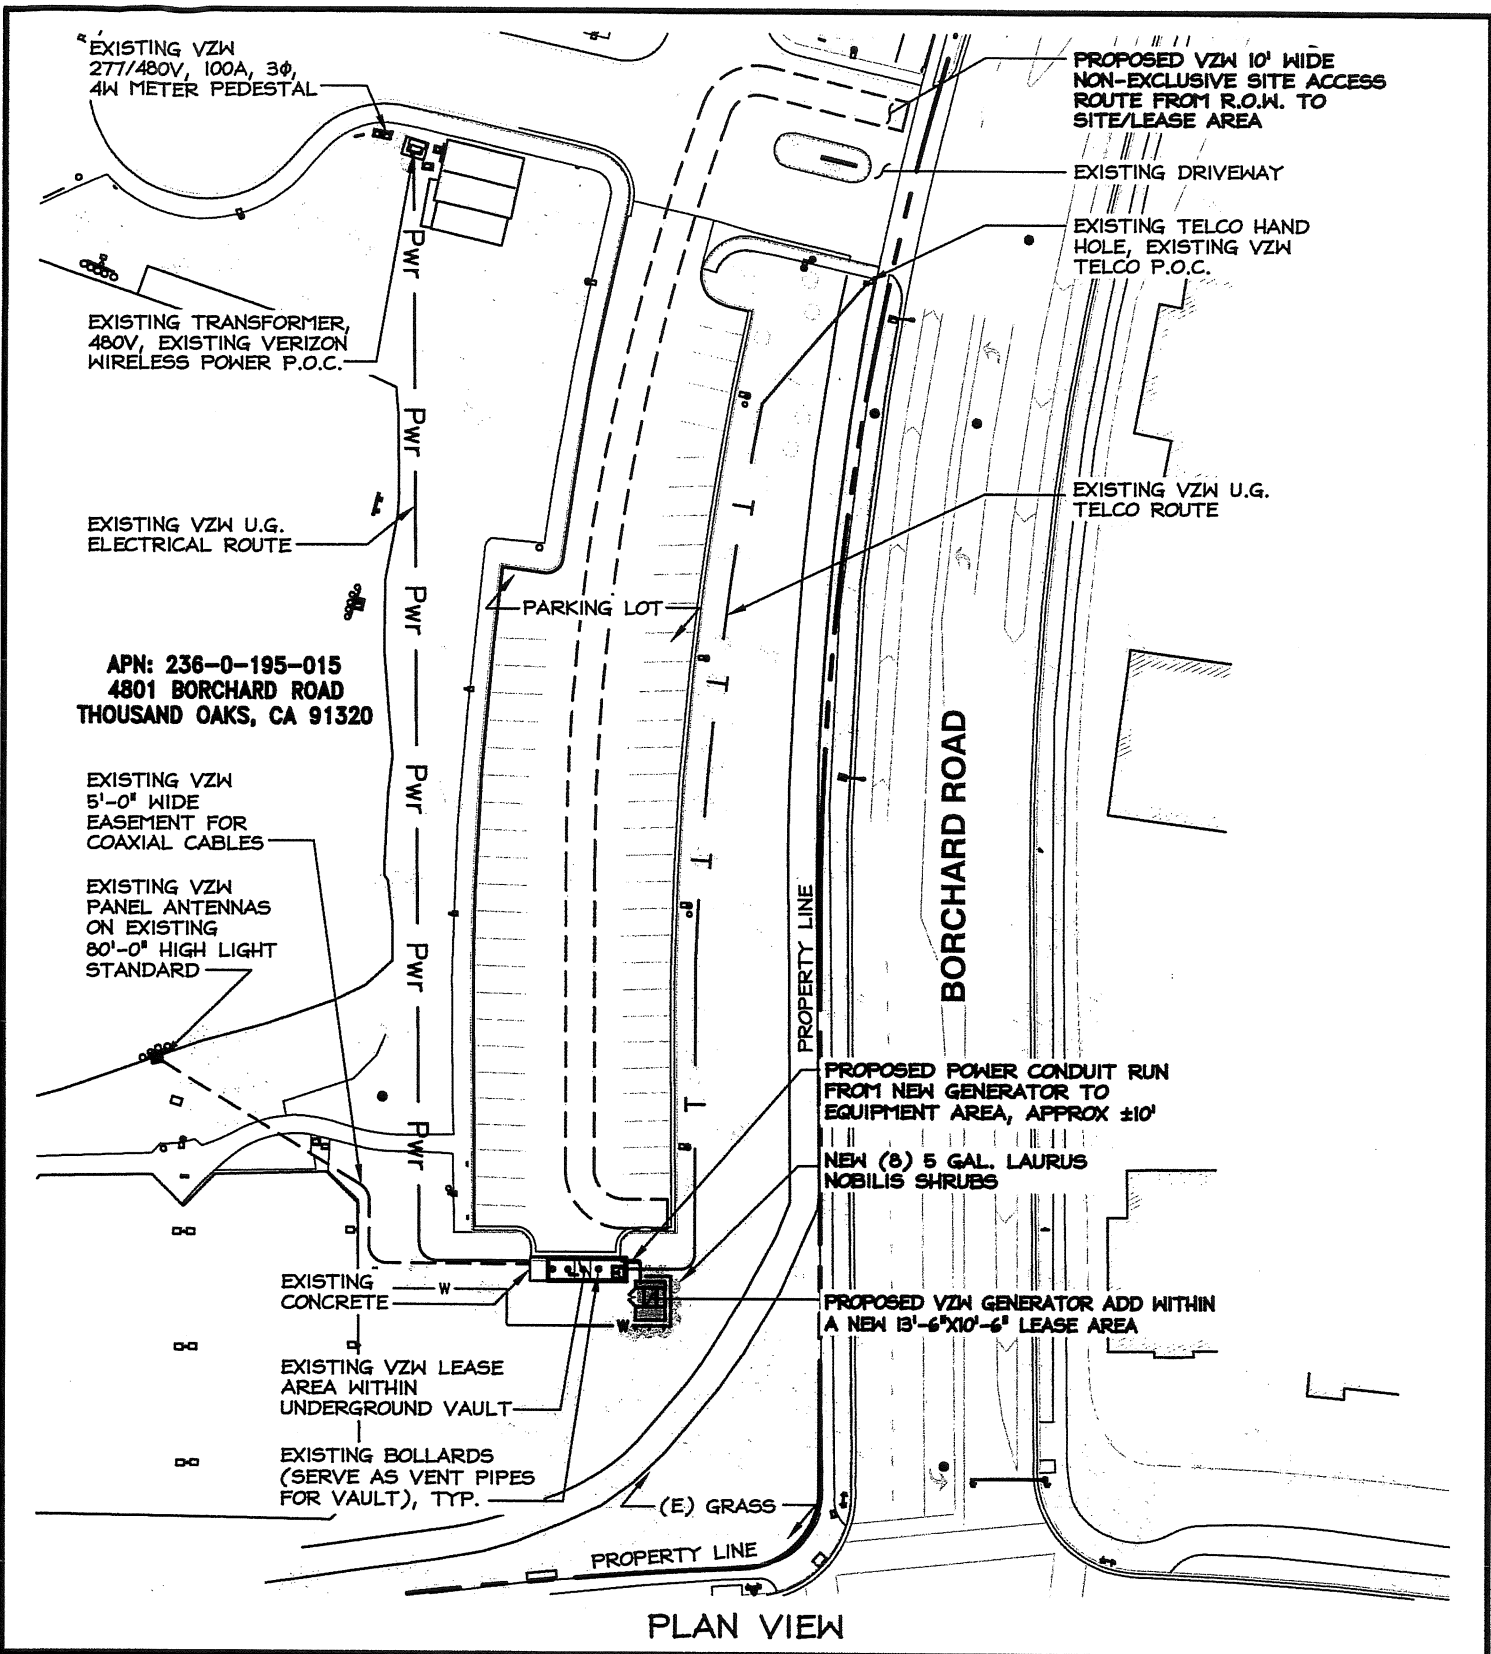 EXISTING VZW
277/480V, 100A, 3Φ,
4W METER PEDESTAL
PROPOSED VZW 10' WIDE
NON-EXCLUSIVE SITE ACCESS
ROUTE FROM R.O.W. TO
SITE/LEASE AREA
EXISTING DRIVEWAY
EXISTING TELCO HAND
HOLE, EXISTING VZW
TELCO P.O.C.
Pwr
EXISTING TRANSFORMER,
480V, EXISTING VERIZON
WIRELESS POWER P.O.C.
Pwr
EXISTING VZW U.G.
TELCO ROUTE
T
EXISTING VZW U.G.
ELECTRICAL ROUTE
Pwr
PARKING LOT
APN: 236-0-195-015
4801 BORCHARD ROAD
THOUSAND OAKS, CA 91320
T
BORCHARD ROAD
Pwr
EXISTING VZW
5'-0" WIDE
EASEMENT FOR
COAXIAL CABLES
T
EXISTING VZW
PANEL ANTENNAS
ON EXISTING
80'-0" HIGH LIGHT
STANDARD
Pwr
PROPERTY LINE
PROPOSED POWER CONDUIT RUN
FROM NEW GENERATOR TO
EQUIPMENT AREA, APPROX ±10'
T
Pwr
NEW (8) 5 GAL. LAURUS
NOBILIS SHRUBS
EXISTING
CONCRETE
W
PROPOSED VZW GENERATOR ADD WITHIN
A NEW 13'-6"X10'-6" LEASE AREA
W
EXISTING VZW LEASE
AREA WITHIN
UNDERGROUND VAULT
EXISTING BOLLARDS
(SERVE AS VENT PIPES
FOR VAULT), TYP.
(E) GRASS
PROPERTY LINE
PLAN VIEW